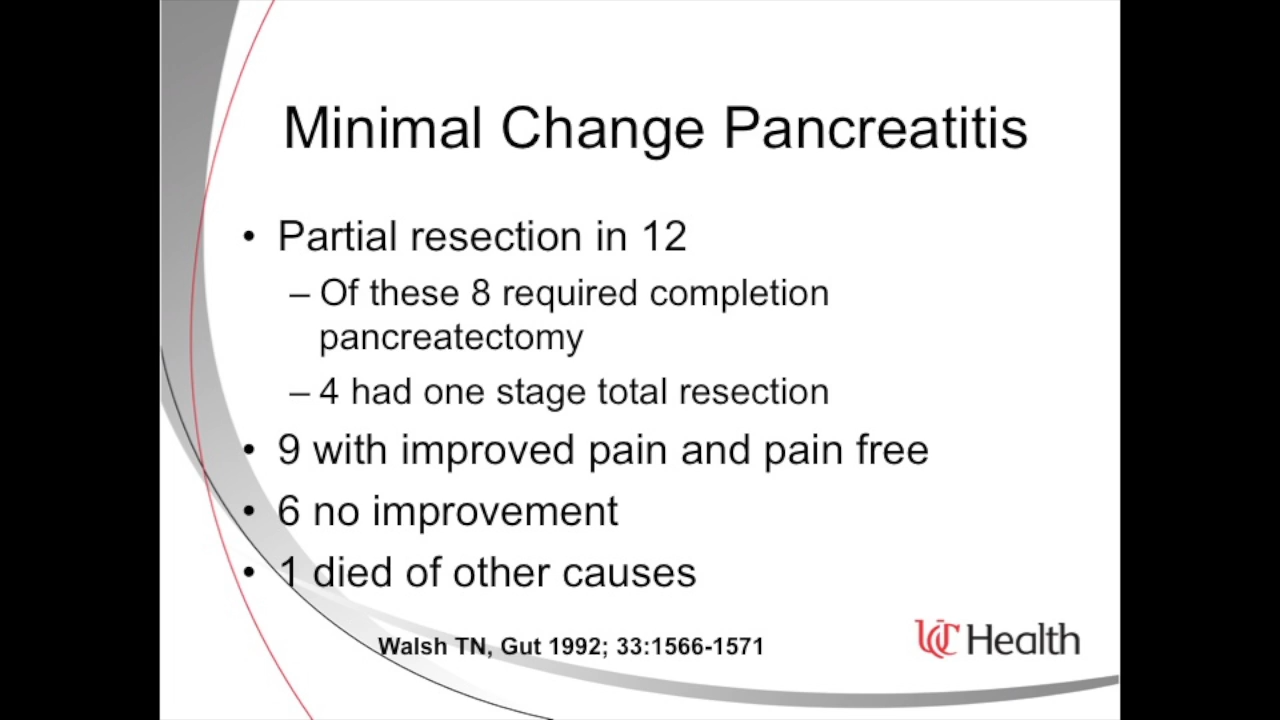 Minimal Change Pancreatitis
• Partial resection in 12
– Of these 8 required completion
pancreatectomy
– 4 had one stage total resection
• 9 with improved pain and pain free
• 6 no improvement
• 1 died of other causes
Walsh TN, Gut 1992; 33:1566-1571
UC Health